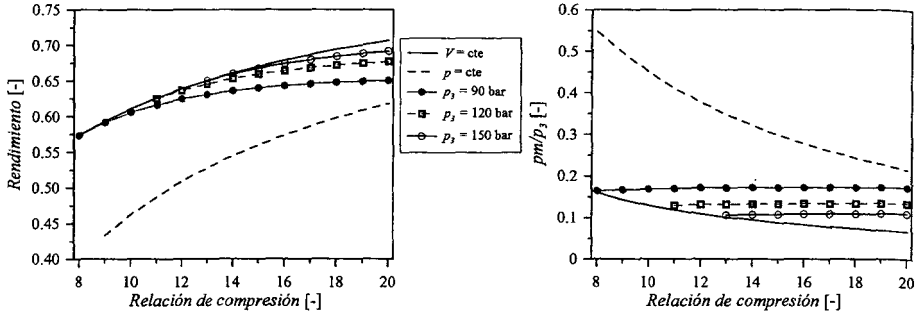 0.75
0.70
0.65
0.60
0.55
0.50
0.45
0.40
Rendimiento [-]
8 10 12 14 16 18 20
Relación de compresión [-]
V = cte
p = cte
p3 = 90 bar
p3 = 120 bar
p3 = 150 bar
0.6
0.5
0.4
0.3
0.2
0.1
0
pm/p3 [-]
8 10 12 14 16 18 20
Relación de compresión [-]